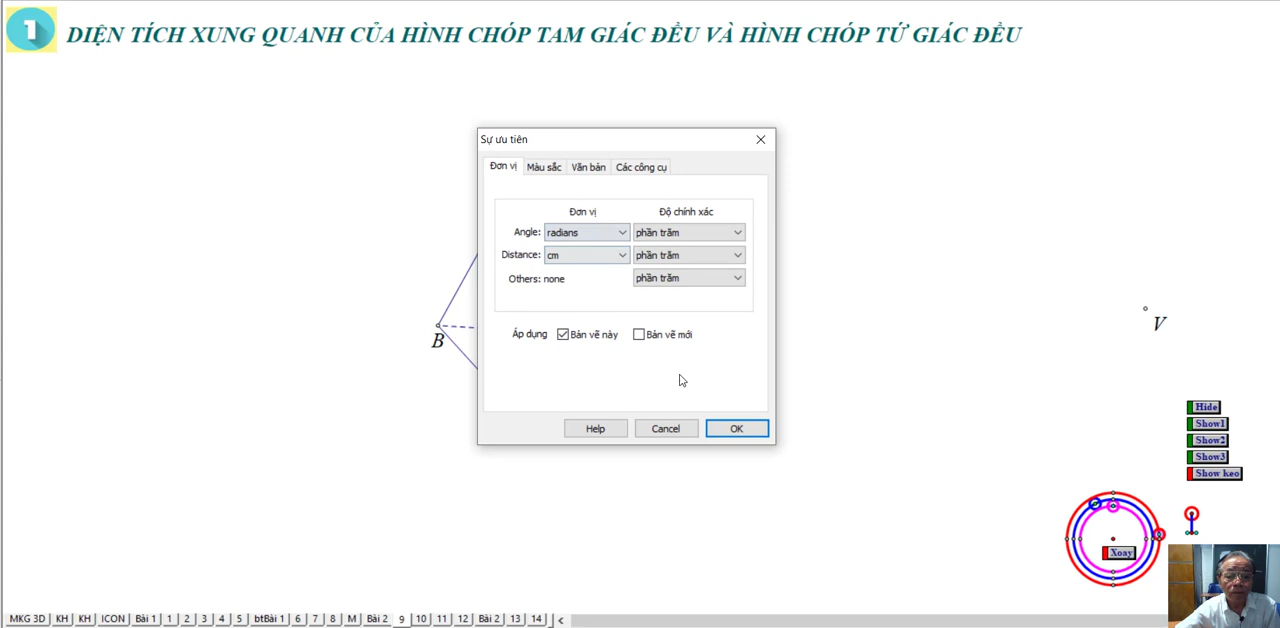 1 DIỆN TÍCH XUNG QUANH CỦA HÌNH CHÓP TAM GIÁC ĐỀU VÀ HÌNH CHÓP TỨ GIÁC ĐỀU
Sự ưu tiên
Đơn vị Màu sắc Văn bản Các công cụ
Đơn vị Độ chính xác
Angle: radians phần trăm
Distance: cm phần trăm
Others: none phần trăm
Áp dụng Bản vẽ này Bản vẽ mới
Help Cancel OK
B
V
Hide
Show1
Show2
Show3
Show keo
Xoay
MKG 3D KH KH ICON Bài 1 1 2 3 4 5 btBài 1 6 7 8 M Bài 2 9 10 11 12 Bài 2 13 14